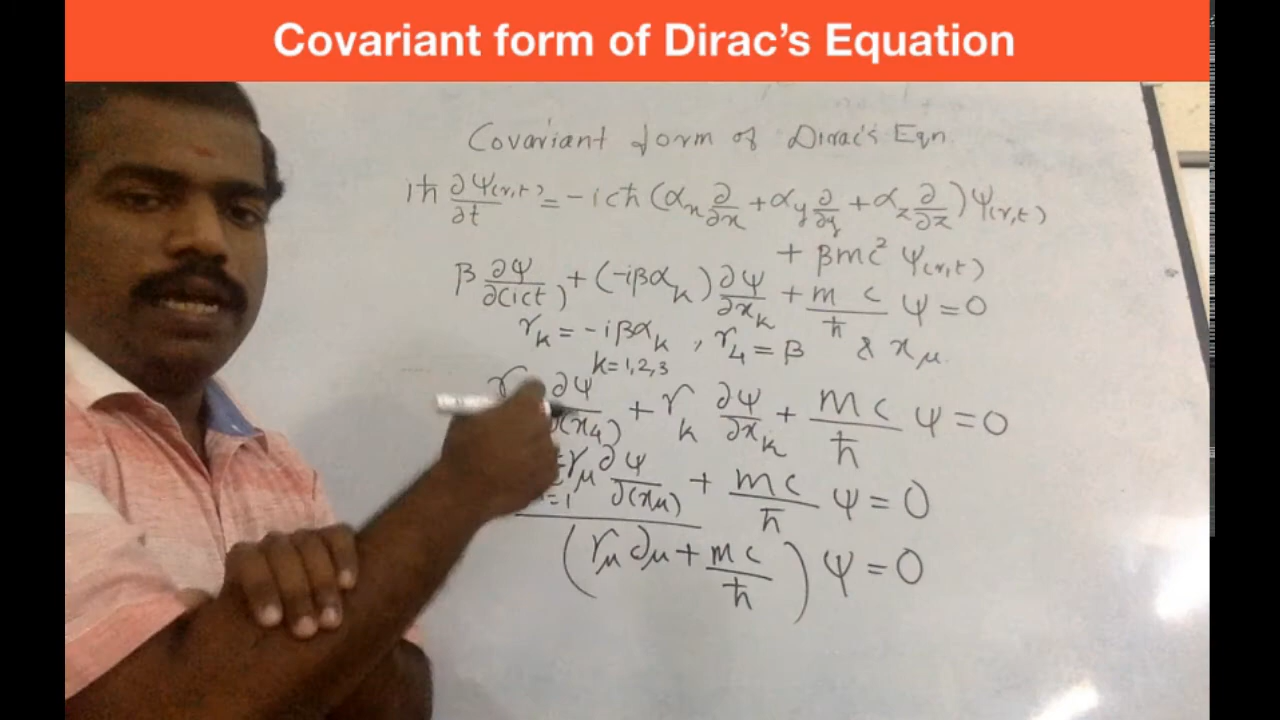 Covariant form of Dirac's Equation
Covariant form of Dirac's Eqn.
iħ ∂Ψ(r,t)/∂t = -icħ (αx ∂/∂x + αy ∂/∂y + αz ∂/∂z) Ψ(r,t)
+ βmc² Ψ(r,t)
β ∂Ψ/∂(ict) + (-iβαk) ∂Ψ/∂xk + mc/ħ Ψ = 0
γk = -iβαk , γ4 = β & xμ.
k=1,2,3
γ ∂Ψ/∂(x4) + γk ∂Ψ/∂xk + mc/ħ Ψ = 0
=1 γμ ∂Ψ/∂(xμ) + mc/ħ Ψ = 0
(γμ ∂μ + mc/ħ) Ψ = 0